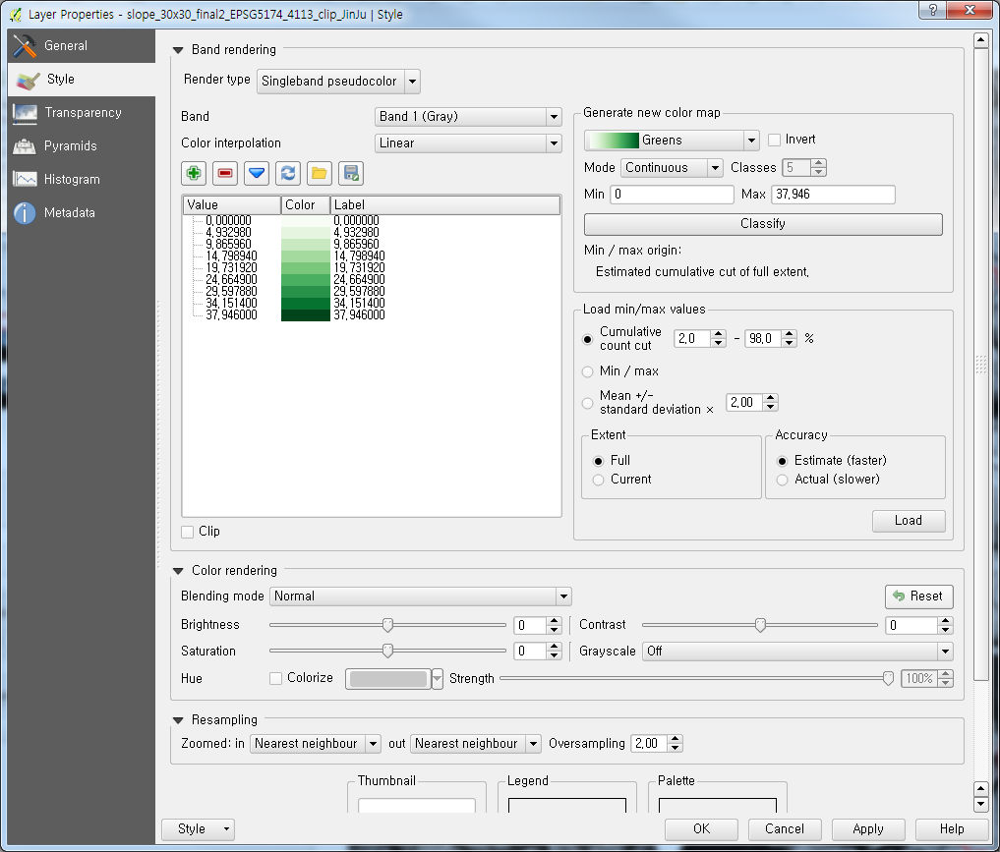 Layer Properties - slope_30x30_final2_EPSG5174_4113_clip_JinJu | Style
General
Style
Transparency
Pyramids
Histogram
Metadata
Band rendering
Render type Singleband pseudocolor
Band Band 1 (Gray)
Color interpolation Linear
Value Color Label
0,000000 0,000000
4,932980 4,932980
9,865960 9,865960
14,798940 14,798940
19,731920 19,731920
24,664900 24,664900
29,597880 29,597880
34,151400 34,151400
37,946000 37,946000
Clip
Generate new color map
Greens Invert
Mode Continuous Classes 5
Min 0 Max 37,946
Classify
Min / max origin:
Estimated cumulative cut of full extent,
Load min/max values
Cumulative
count cut 2,0 - 98,0 %
Min / max
Mean +/-
standard deviation × 2,00
Extent
Full
Current
Accuracy
Estimate (faster)
Actual (slower)
Load
Color rendering
Blending mode Normal Reset
Brightness 0 Contrast 0
Saturation 0 Grayscale Off
Hue Colorize Strength 100%
Resampling
Zoomed: in Nearest neighbour out Nearest neighbour Oversampling 2,00
Thumbnail Legend Palette
Style OK Cancel Apply Help